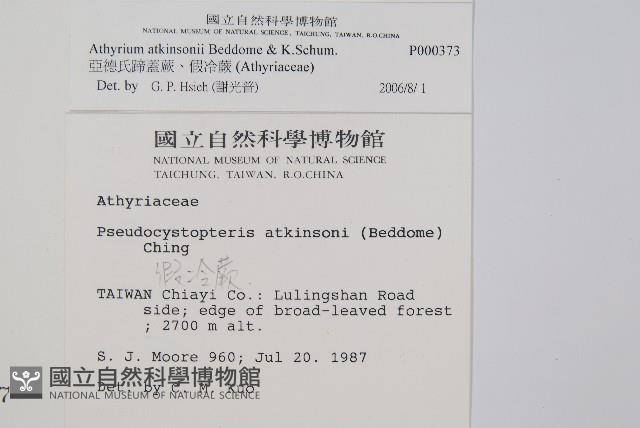 國立自然科學博物館
NATIONAL MUSEUM OF NATURAL SCIENCE, TAICHUNG, TAIWAN, R.O.CHINA
Athyrium atkinsonii Beddome & K.Schum. P000373
亞德氏蹄蓋蕨、假冷蕨 (Athyriaceae)
Det. by G. P. Hsieh (謝光普) 2006/8/1
國立自然科學博物館
NATIONAL MUSEUM OF NATURAL SCIENCE
TAICHUNG, TAIWAN, R.O.CHINA
Athyriaceae
Pseudocystopteris atkinsoni (Beddome)
Ching
假冷蕨
TAIWAN Chiayi Co.: Lulingshan Road
side; edge of broad-leaved forest
; 2700 m alt.
S. J. Moore 960; Jul 20. 1987
Det. by C. M. Kuo
國立自然科學博物館
NATIONAL MUSEUM OF NATURAL SCIENCE
7